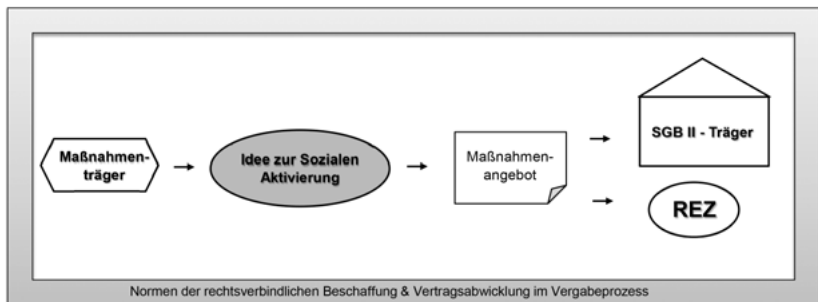 Maßnahmen-
träger
Idee zur Sozialen
Aktivierung
Maßnahmen-
angebot
SGB II - Träger
REZ
Normen der rechtsverbindlichen Beschaffung & Vertragsabwicklung im Vergabeprozess